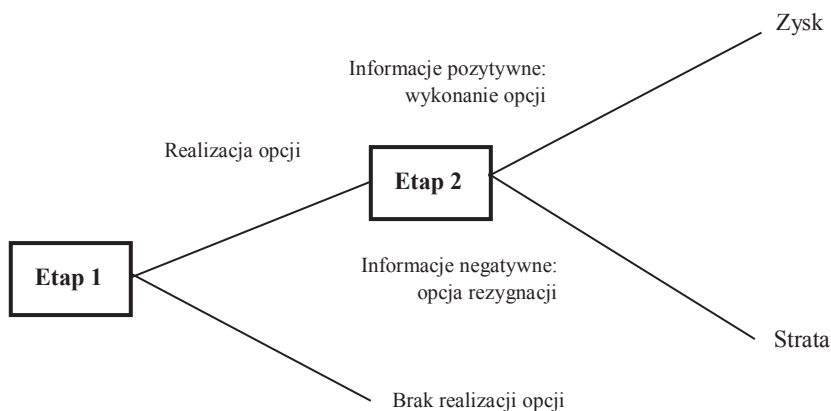 Zysk
Informacje pozytywne:
wykonanie opcji
Realizacja opcji
Etap 2
Etap 1
Informacje negatywne:
opcja rezygnacji
Strata
Brak realizacji opcji